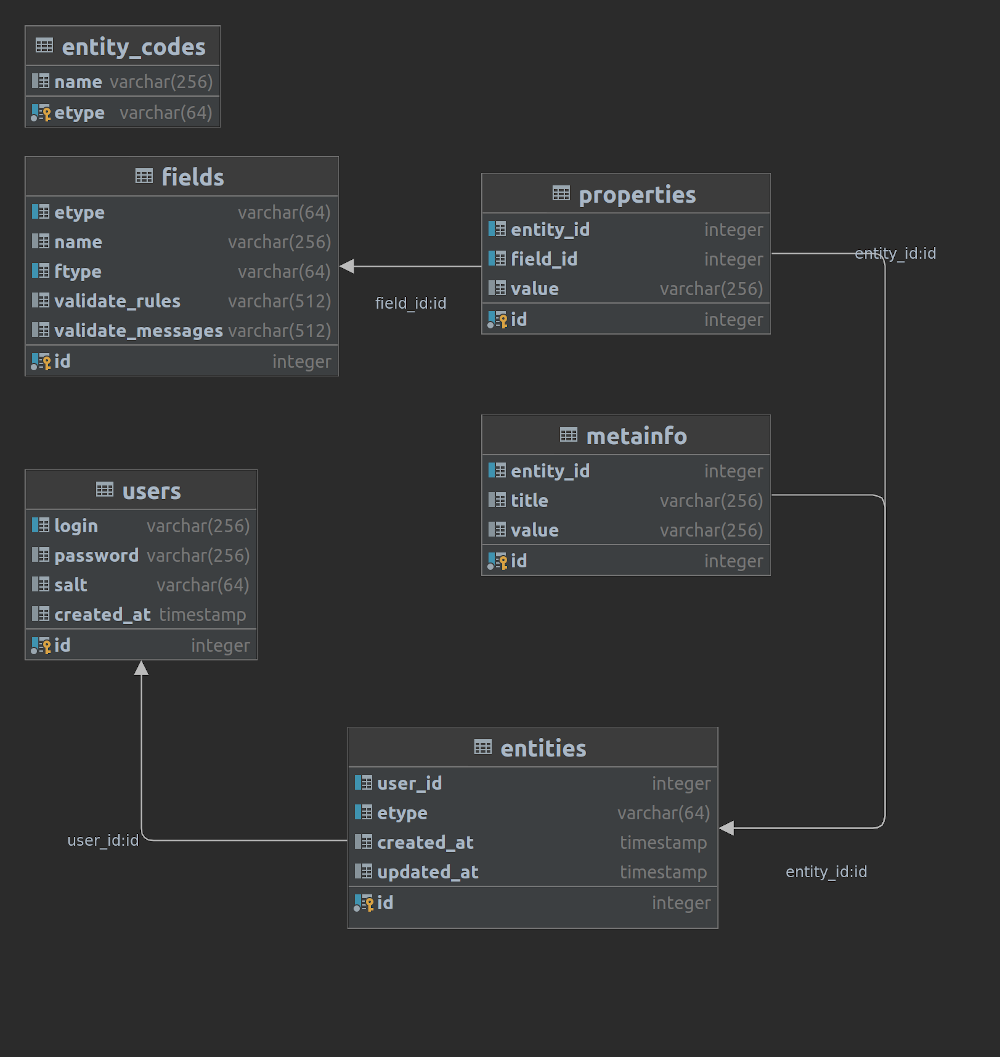 entity_codes
name varchar(256)
etype varchar(64)
fields
etype varchar(64)
name varchar(256)
ftype varchar(64)
validate_rules varchar(512)
validate_messages varchar(512)
id integer
properties
entity_id integer
field_id integer
value varchar(256)
id integer
entity_id:id
field_id:id
metainfo
entity_id integer
title varchar(256)
value varchar(256)
id integer
users
login varchar(256)
password varchar(256)
salt varchar(64)
created_at timestamp
id integer
entities
user_id integer
etype varchar(64)
created_at timestamp
updated_at timestamp
id integer
user_id:id
entity_id:id